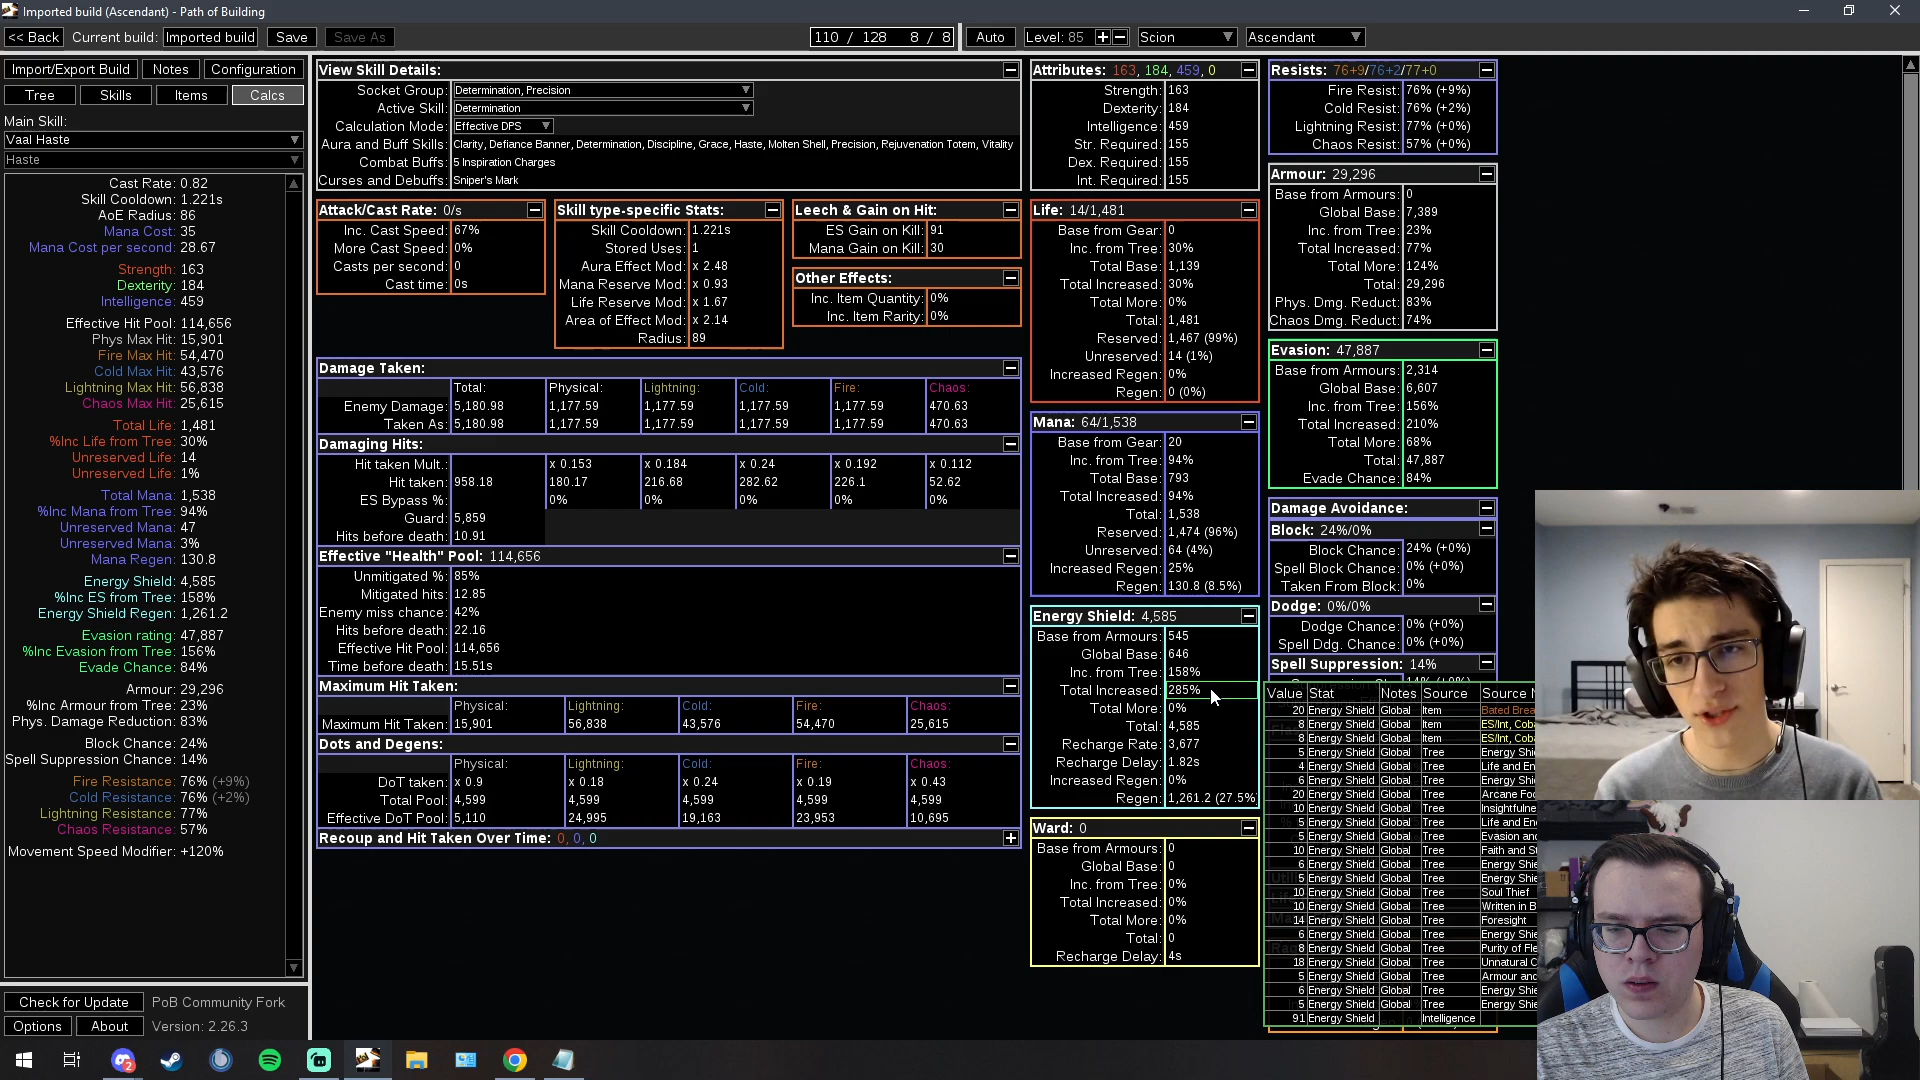 Imported build (Ascendant) - Path of Building
<< Back Current build: Imported build Save Save As 110 / 128 8 / 8 Auto Level: 85 Scion Ascendant
Import/Export Build Notes Configuration
Tree Skills Items Calcs
Main Skill:
Vaal Haste
Haste
Cast Rate: 0.82
Skill Cooldown: 1.221s
AoE Radius: 86
Mana Cost: 35
Mana Cost per second: 28.67
Strength: 163
Dexterity: 184
Intelligence: 459
Effective Hit Pool: 114,656
Phys Max Hit: 15,901
Fire Max Hit: 54,470
Cold Max Hit: 43,576
Lightning Max Hit: 56,838
Chaos Max Hit: 25,615
Total Life: 1,481
%Inc Life from Tree: 30%
Unreserved Life: 14
Unreserved Life: 1%
Total Mana: 1,538
%Inc Mana from Tree: 94%
Unreserved Mana: 47
Unreserved Mana: 3%
Mana Regen: 130.8
Energy Shield: 4,585
%Inc ES from Tree: 158%
Energy Shield Regen: 1,261.2
Evasion rating: 47,887
%Inc Evasion from Tree: 156%
Evade Chance: 84%
Armour: 29,296
%Inc Armour from Tree: 23%
Phys. Damage Reduction: 83%
Block Chance: 24%
Spell Suppression Chance: 14%
Fire Resistance: 76% (+9%)
Cold Resistance: 76% (+2%)
Lightning Resistance: 77%
Chaos Resistance: 57%
Movement Speed Modifier: +120%
Check for Update PoB Community Fork
Options About Version: 2.26.3
View Skill Details:
Socket Group: Determination, Precision
Active Skill: Determination
Calculation Mode: Effective DPS
Aura and Buff Skills: Clarity, Defiance Banner, Determination, Discipline, Grace, Haste, Molten Shell, Precision, Rejuvenation Totem, Vitality
Combat Buffs: 5 Inspiration Charges
Curses and Debuffs: Sniper's Mark
Attack/Cast Rate: 0/s
Inc. Cast Speed: 67%
More Cast Speed: 0%
Casts per second: 0
Cast time: 0s
Skill type-specific Stats:
Skill Cooldown: 1.221s
Stored Uses: 1
Aura Effect Mod: x 2.48
Mana Reserve Mod: x 0.93
Life Reserve Mod: x 1.67
Area of Effect Mod: x 2.14
Radius: 89
Leech & Gain on Hit:
ES Gain on Kill: 91
Mana Gain on Kill: 30
Other Effects:
Inc. Item Quantity: 0%
Inc. Item Rarity: 0%
Damage Taken:
Total: Physical: Lightning: Cold: Fire: Chaos:
Enemy Damage: 5,180.98 1,177.59 1,177.59 1,177.59 1,177.59 470.63
Taken As: 5,180.98 1,177.59 1,177.59 1,177.59 1,177.59 470.63
Damaging Hits:
Hit taken Mult.: x 0.153 x 0.184 x 0.24 x 0.192 x 0.112
Hit taken: 958.18 180.17 216.68 282.62 226.1 52.62
ES Bypass %: 0% 0% 0% 0% 0%
Guard: 5,859
Hits before death: 10.91
Effective "Health" Pool: 114,656
Unmitigated %: 85%
Mitigated hits: 12.85
Enemy miss chance: 42%
Hits before death: 22.16
Effective Hit Pool: 114,656
Time before death: 15.51s
Maximum Hit Taken:
Physical: Lightning: Cold: Fire: Chaos:
Maximum Hit Taken: 15,901 56,838 43,576 54,470 25,615
Dots and Degens:
Physical: Lightning: Cold: Fire: Chaos:
DoT taken: x 0.9 x 0.18 x 0.24 x 0.19 x 0.43
Total Pool: 4,599 4,599 4,599 4,599 4,599
Effective DoT Pool: 5,110 24,995 19,163 23,953 10,695
Recoup and Hit Taken Over Time: 0, 0, 0
Attributes: 163, 184, 459, 0
Strength: 163
Dexterity: 184
Intelligence: 459
Str. Required: 155
Dex. Required: 155
Int. Required: 155
Life: 14/1,481
Base from Gear: 0
Inc. from Tree: 30%
Total Base: 1,139
Total Increased: 30%
Total More: 0%
Total: 1,481
Reserved: 1,467 (99%)
Unreserved: 14 (1%)
Increased Regen: 0%
Regen: 0 (0%)
Mana: 64/1,538
Base from Gear: 20
Inc. from Tree: 94%
Total Base: 793
Total Increased: 94%
Total: 1,538
Reserved: 1,474 (96%)
Unreserved: 64 (4%)
Increased Regen: 25%
Regen: 130.8 (8.5%)
Energy Shield: 4,585
Base from Armours: 545
Global Base: 646
Inc. from Tree: 158%
Total Increased: 285%
Total More: 0%
Total: 4,585
Recharge Rate: 3,677
Recharge Delay: 1.82s
Increased Regen: 0%
Regen: 1,261.2 (27.5%
Ward: 0
Base from Armours: 0
Global Base: 0
Inc. from Tree: 0%
Total Increased: 0%
Total More: 0%
Total: 0
Recharge Delay: 4s
Resists: 76+9/76+2/77+0
Fire Resist: 76% (+9%)
Cold Resist: 76% (+2%)
Lightning Resist: 77% (+0%)
Chaos Resist: 57% (+0%)
Armour: 29,296
Base from Armours: 0
Global Base: 7,389
Inc. from Tree: 23%
Total Increased: 77%
Total More: 124%
Total: 29,296
Phys. Dmg. Reduct: 83%
Chaos Dmg. Reduct: 74%
Evasion: 47,887
Base from Armours: 2,314
Global Base: 6,607
Inc. from Tree: 156%
Total Increased: 210%
Total More: 68%
Total: 47,887
Evade Chance: 84%
Damage Avoidance:
Block: 24%/0%
Block Chance: 24% (+0%)
Spell Block Chance: 0% (+0%)
Taken From Block: 0%
Dodge: 0%/0%
Dodge Chance: 0% (+0%)
Spell Ddg. Chance: 0% (+0%)
Spell Suppression: 14%
Value Stat Notes Source Source N
20 Energy Shield Global Item Bated Brea
8 Energy Shield Global Item ES/Int, Coba
8 Energy Shield Global Item ES/Int, Coba
5 Energy Shield Global Tree Energy Shi
4 Energy Shield Global Tree Life and En
6 Energy Shield Global Tree Energy Shi
20 Energy Shield Global Tree Arcane Fo
10 Energy Shield Global Tree Insightfulne
5 Energy Shield Global Tree Life and En
5 Energy Shield Global Tree Evasion an
10 Energy Shield Global Tree Faith and S
6 Energy Shield Global Tree Energy Shi
5 Energy Shield Global Tree Energy Shi
10 Energy Shield Global Tree Soul Thief
10 Energy Shield Global Tree Written in B
14 Energy Shield Global Tree Foresight
6 Energy Shield Global Tree Energy Shi
8 Energy Shield Global Tree Purity of Fle
18 Energy Shield Global Tree Unnatural C
5 Energy Shield Global Tree Armour and
6 Energy Shield Global Tree Energy Shi
5 Energy Shield Global Tree Energy Shi
91 Energy Shield Intelligence
2